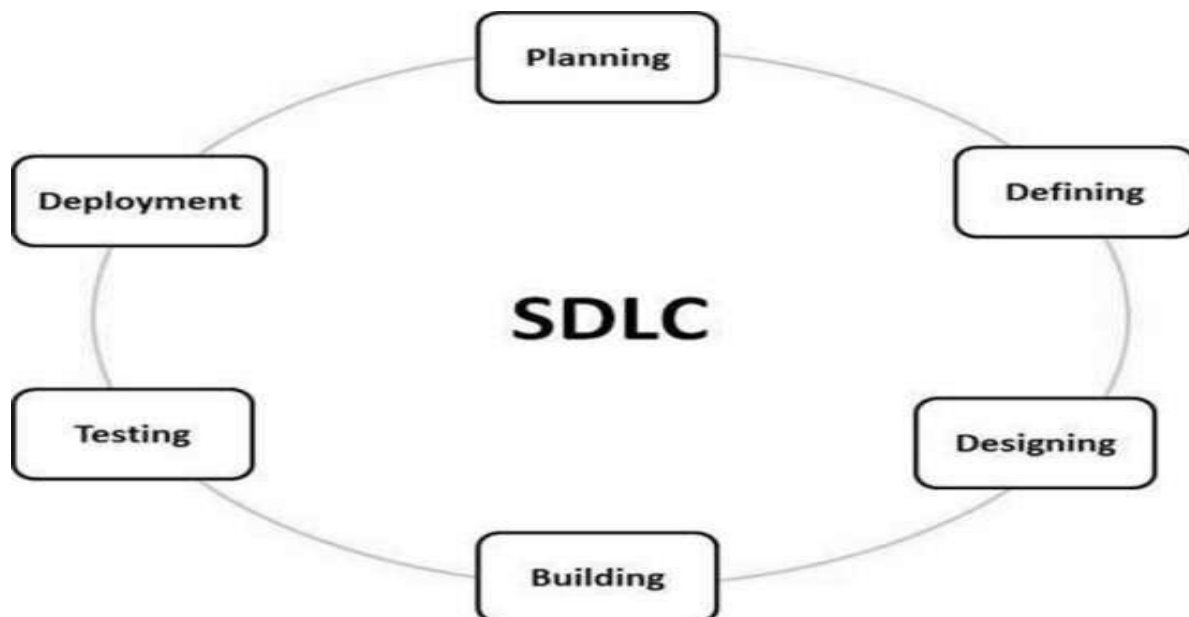 Planning
Defining
Designing
Building
Testing
Deployment
SDLC